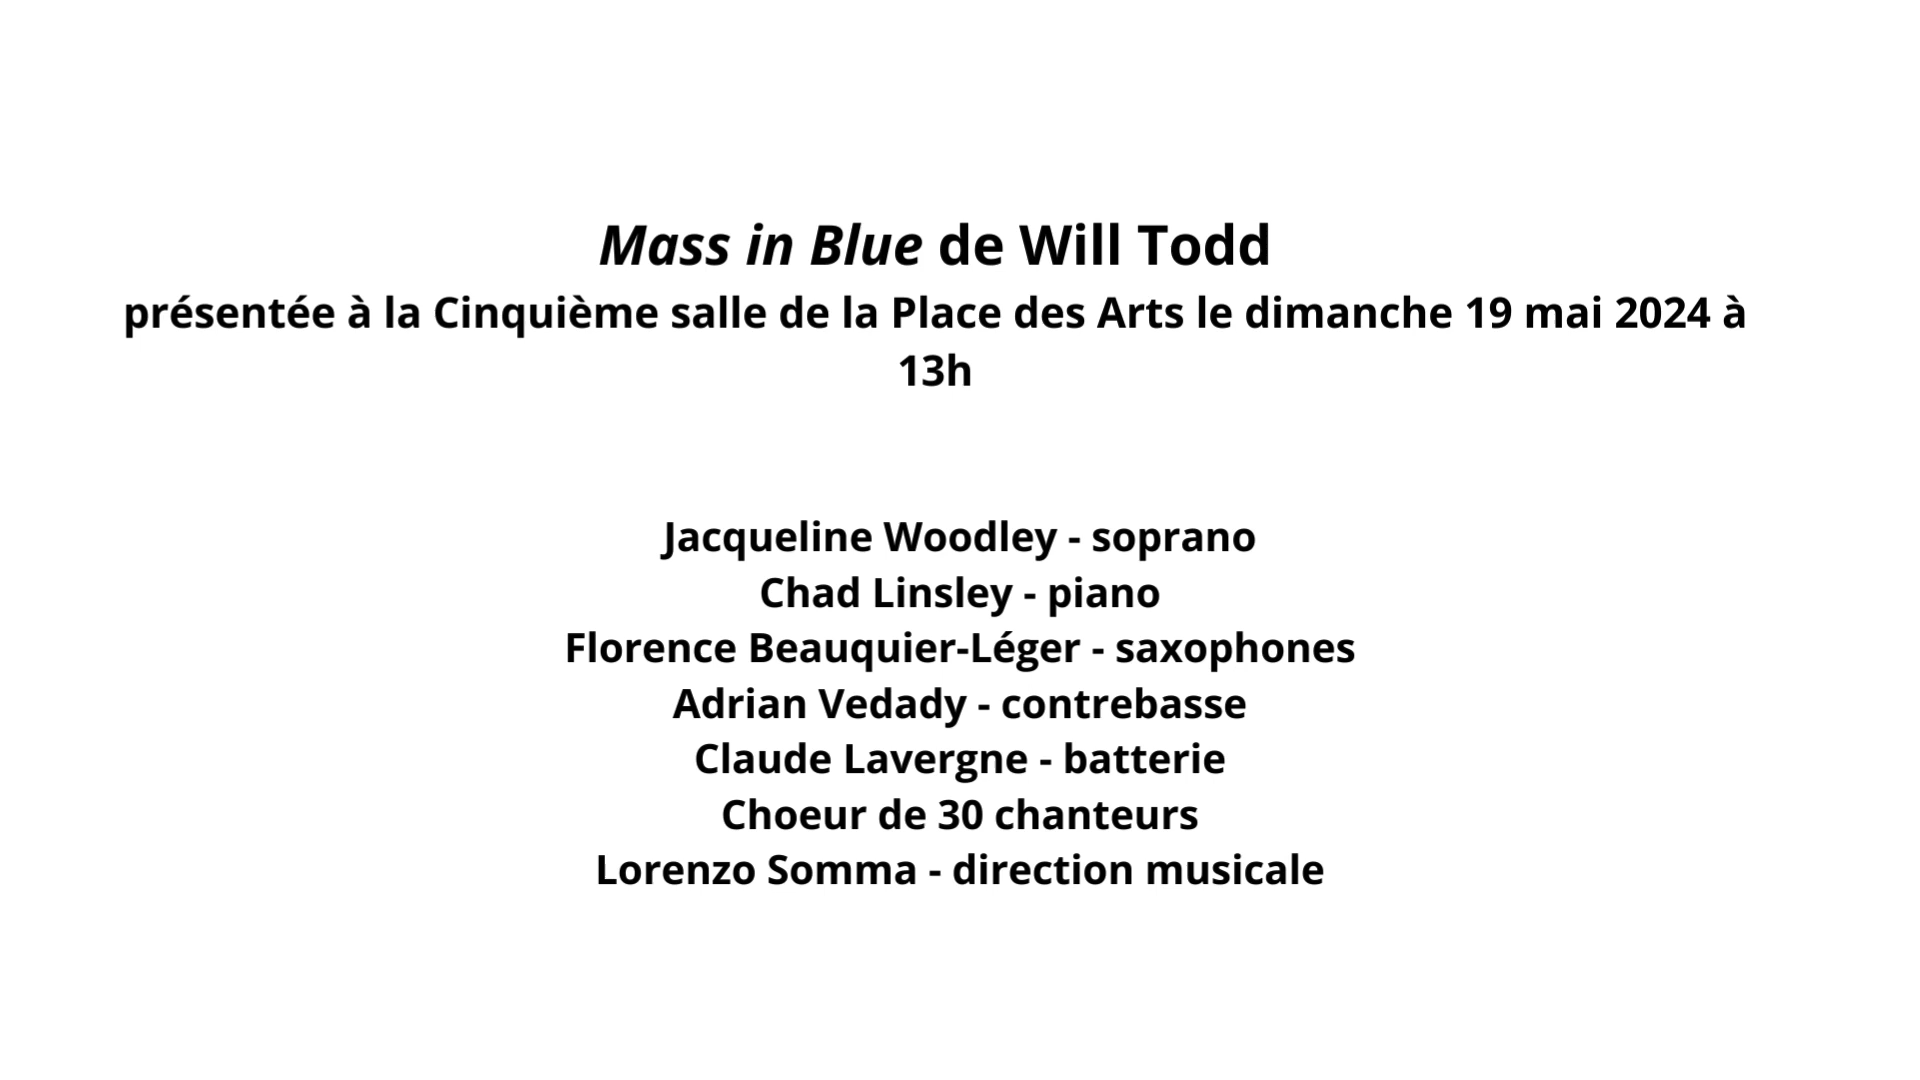 Mass in Blue de Will Todd
présentée à la Cinquième salle de la Place des Arts le dimanche 19 mai 2024 à
13h
Jacqueline Woodley - soprano
Chad Linsley - piano
Florence Beauquier-Léger - saxophones
Adrian Vedady - contrebasse
Claude Lavergne - batterie
Choeur de 30 chanteurs
Lorenzo Somma - direction musicale